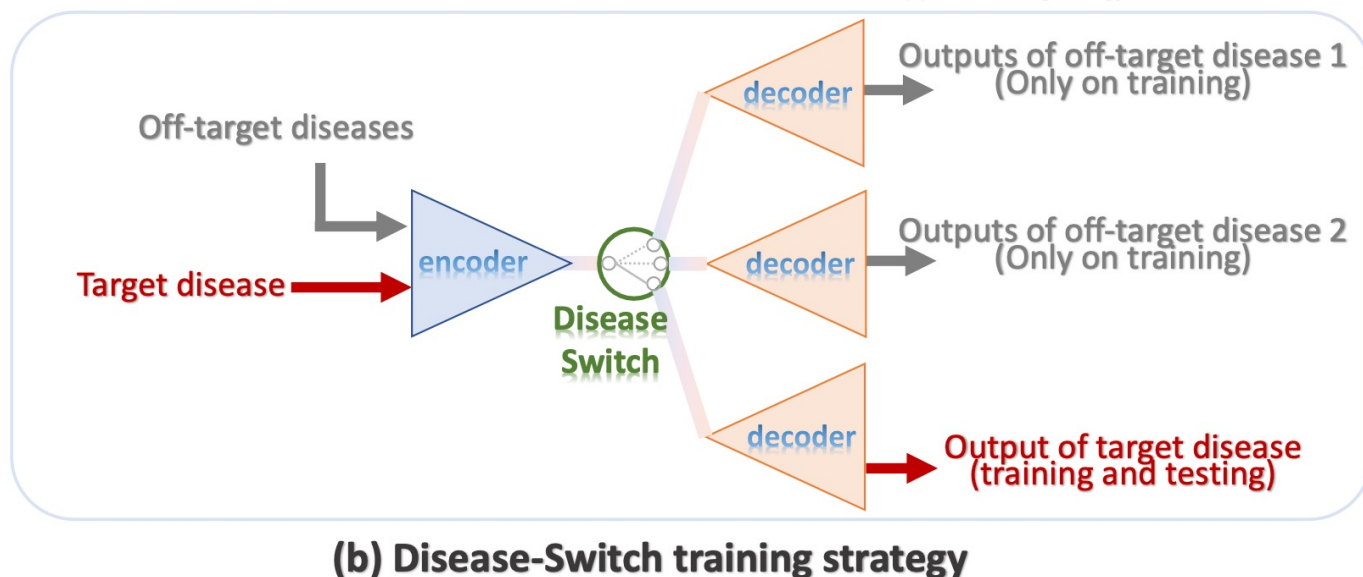 Outputs of off-target disease 1
(Only on training)
decoder
Off-target diseases
encoder
Target disease
Disease
Switch
decoder
Outputs of off-target disease 2
(Only on training)
decoder
Output of target disease
(training and testing)
(b) Disease-Switch training strategy